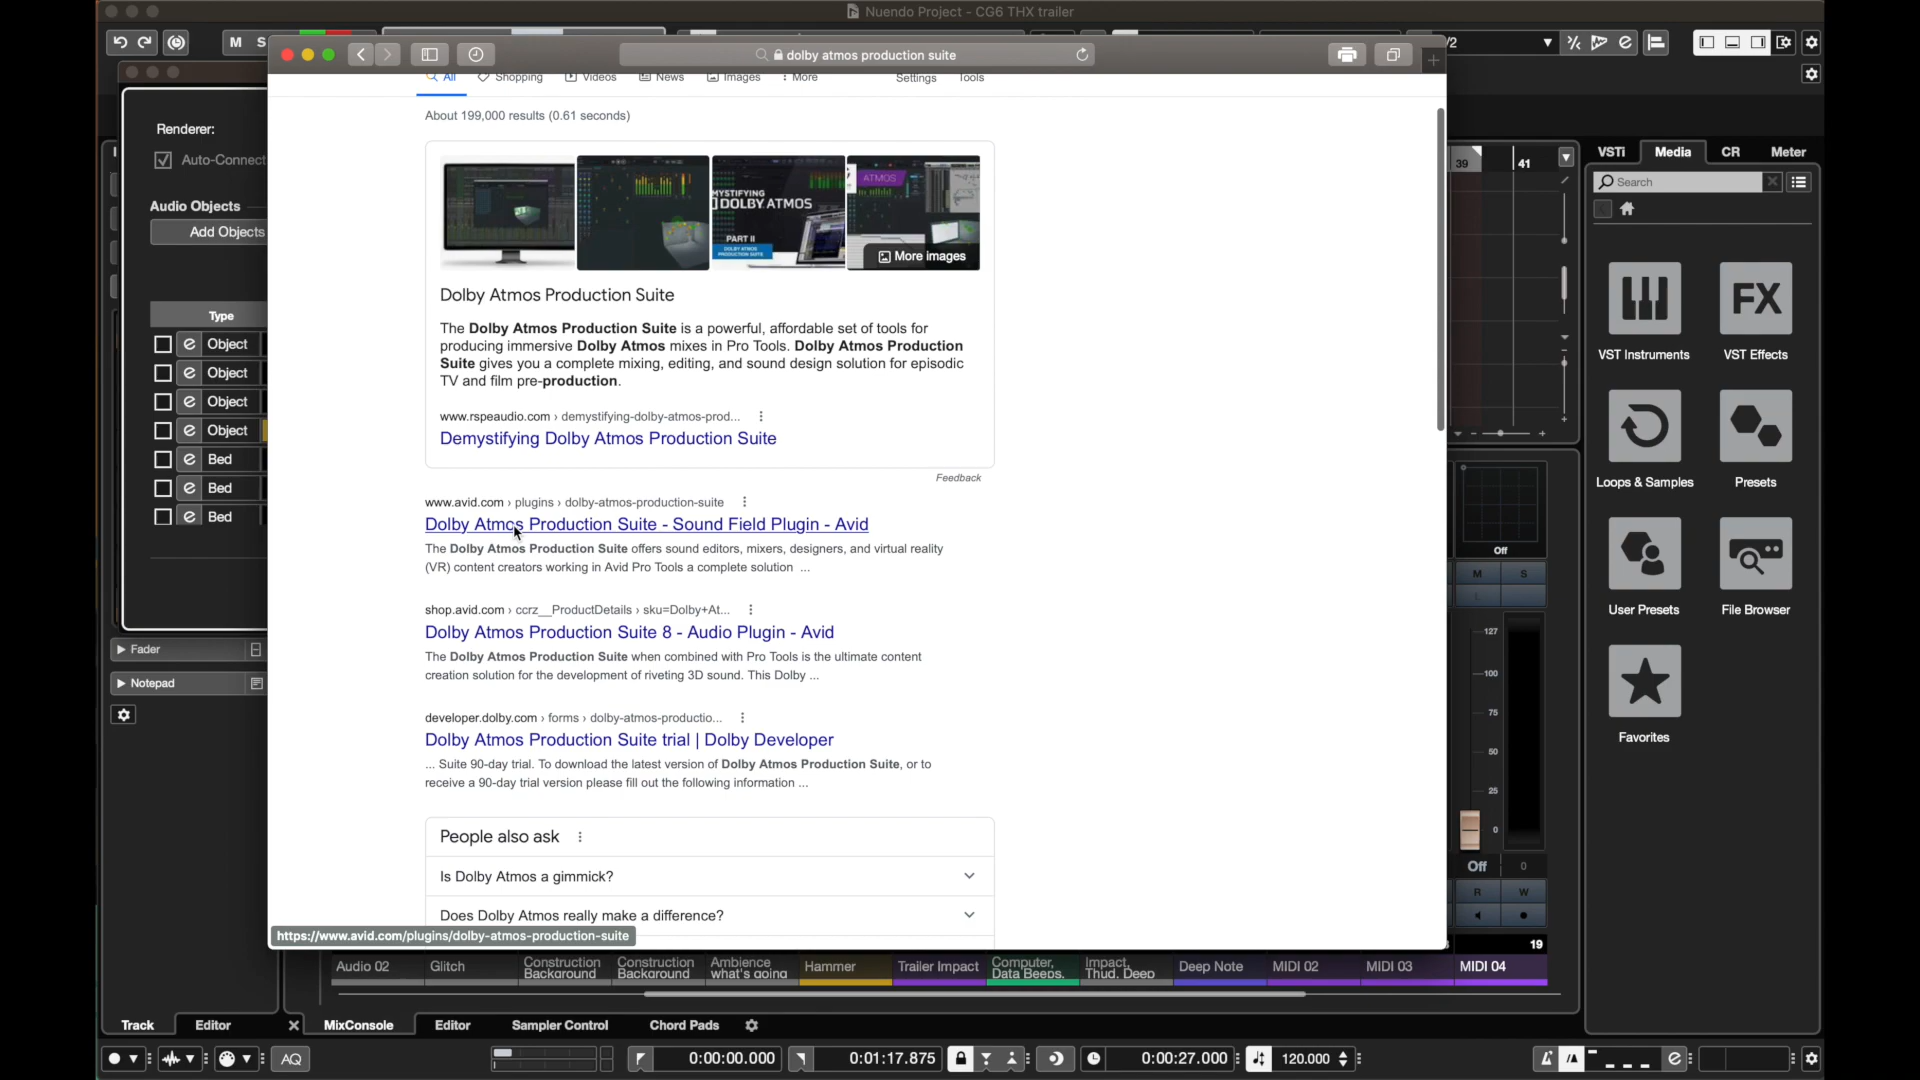 Nuendo Project - CG6 THX trailer
M S
/2
dolby atmos production suite
All Shopping Videos News Images More Settings Tools
About 199,000 results (0.61 seconds)
MYSTIFYING
DOLBY ATMOS
PART II
DOLBY ATMOS
PRODUCTION SUITE
ATMOS
More images
Dolby Atmos Production Suite
The Dolby Atmos Production Suite is a powerful, affordable set of tools for
producing immersive Dolby Atmos mixes in Pro Tools. Dolby Atmos Production
Suite gives you a complete mixing, editing, and sound design solution for episodic
TV and film pre-production.
www.rspeaudio.com › demystifying-dolby-atmos-prod...
Demystifying Dolby Atmos Production Suite
Feedback
www.avid.com › plugins › dolby-atmos-production-suite
Dolby Atmos Production Suite - Sound Field Plugin - Avid
The Dolby Atmos Production Suite offers sound editors, mixers, designers, and virtual reality
(VR) content creators working in Avid Pro Tools a complete solution ...
shop.avid.com › ccrz__ProductDetails › sku=Dolby+At...
Dolby Atmos Production Suite 8 - Audio Plugin - Avid
The Dolby Atmos Production Suite when combined with Pro Tools is the ultimate content
creation solution for the development of riveting 3D sound. This Dolby ...
developer.dolby.com › forms › dolby-atmos-productio...
Dolby Atmos Production Suite trial | Dolby Developer
... Suite 90-day trial. To download the latest version of Dolby Atmos Production Suite, or to
receive a 90-day trial version please fill out the following information ...
People also ask
Is Dolby Atmos a gimmick?
Does Dolby Atmos really make a difference?
https://www.avid.com/plugins/dolby-atmos-production-suite
Renderer:
Auto-Connect
Audio Objects
Add Objects
Type
e Object
e Object
e Object
e Object
e Bed
e Bed
e Bed
Fader
Notepad
39 41
Off
M S
L
127
100
75
50
25
0
Off 0
R W
19
VSTi Media CR Meter
Search
VST Instruments
FX
VST Effects
Loops & Samples
Presets
User Presets
File Browser
Favorites
Audio 02
Glitch
Construction
Background
Construction
Background
Ambience
what's going
Hammer
Trailer Impact
Computer,
Data Beeps,
Impact,
Thud, Deep
Deep Note
MIDI 02
MIDI 03
MIDI 04
Track Editor MixConsole Editor Sampler Control Chord Pads
AQ 0:00:00.000 0:01:17.875 0:00:27.000 120.000